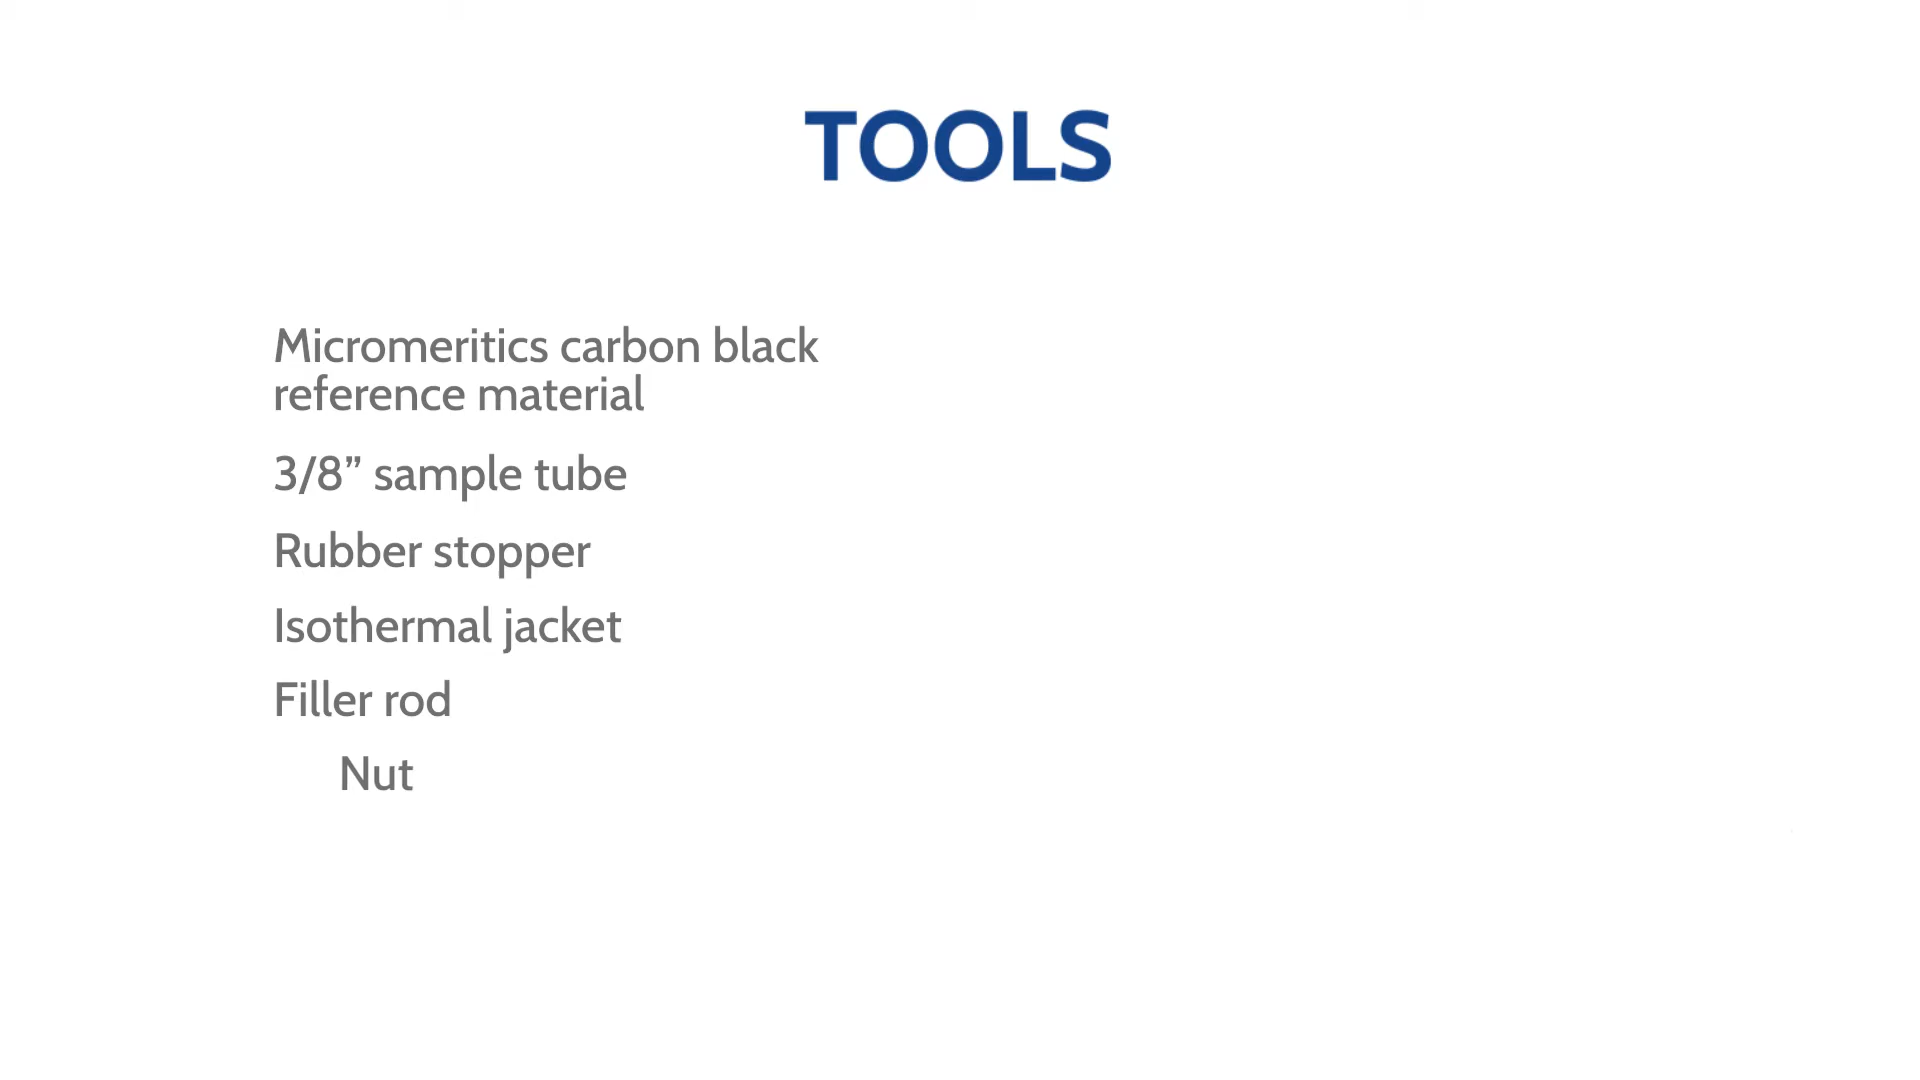 TOOLS
Micromeritics carbon black
reference material
3/8” sample tube
Rubber stopper
Isothermal jacket
Filler rod
Nut